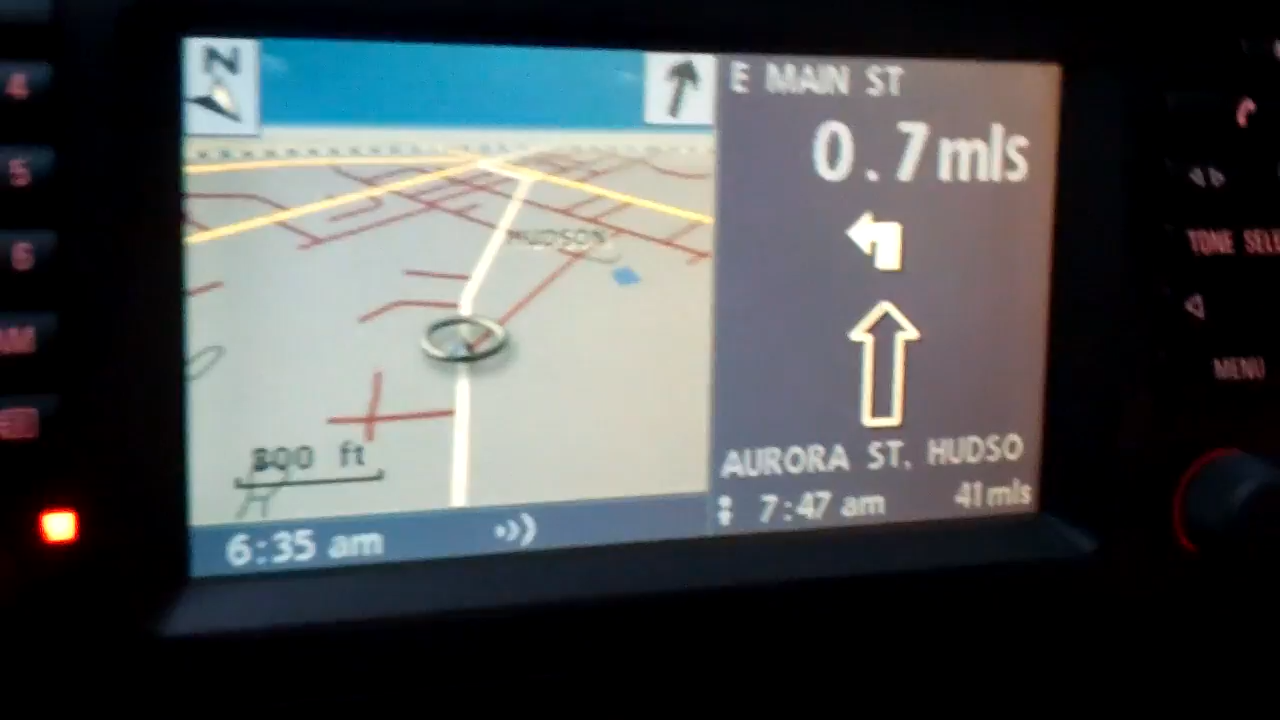 4
5
6
AM
N
HUDSON
800 ft
6:35 am
E MAIN ST
0.7 mls
AURORA ST, HUDSO
7:47 am 41 mls
TONE SELE
MENU